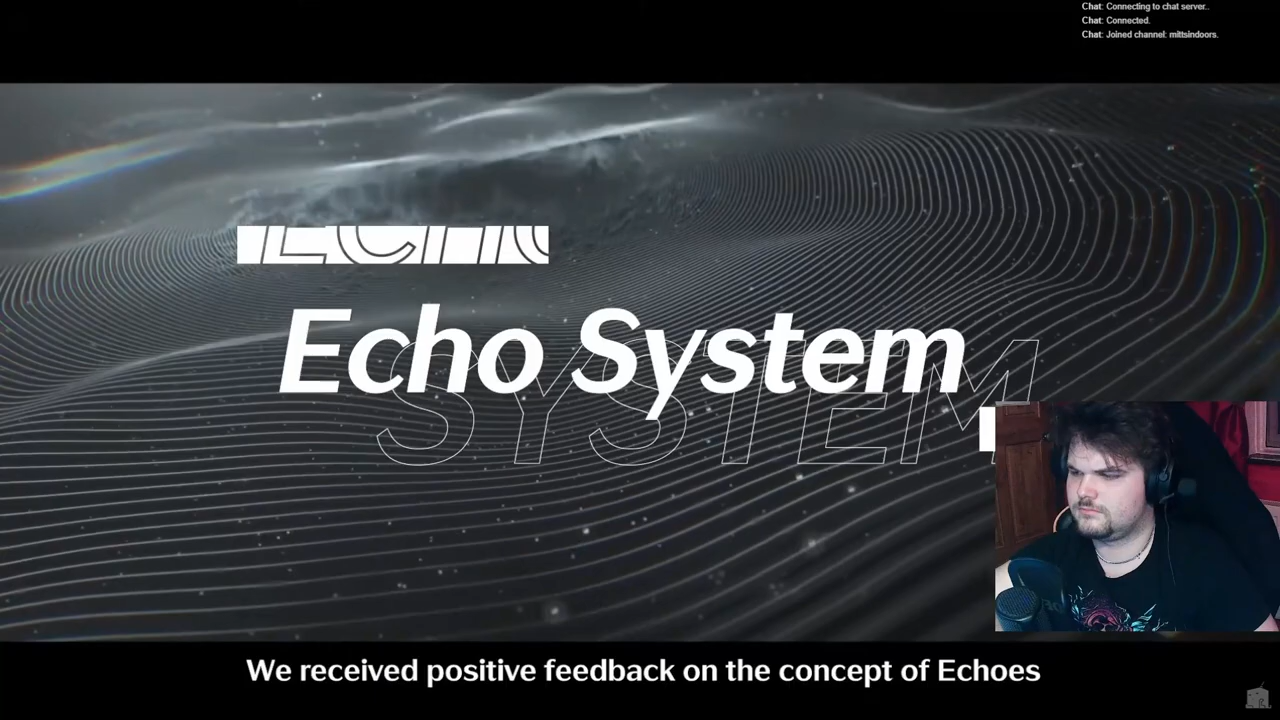 Chat: Connecting to chat server..
Chat: Connected.
Chat: Joined channel: mittsindoors.
ECHO
Echo System
SYSTEM
We received positive feedback on the concept of Echoes